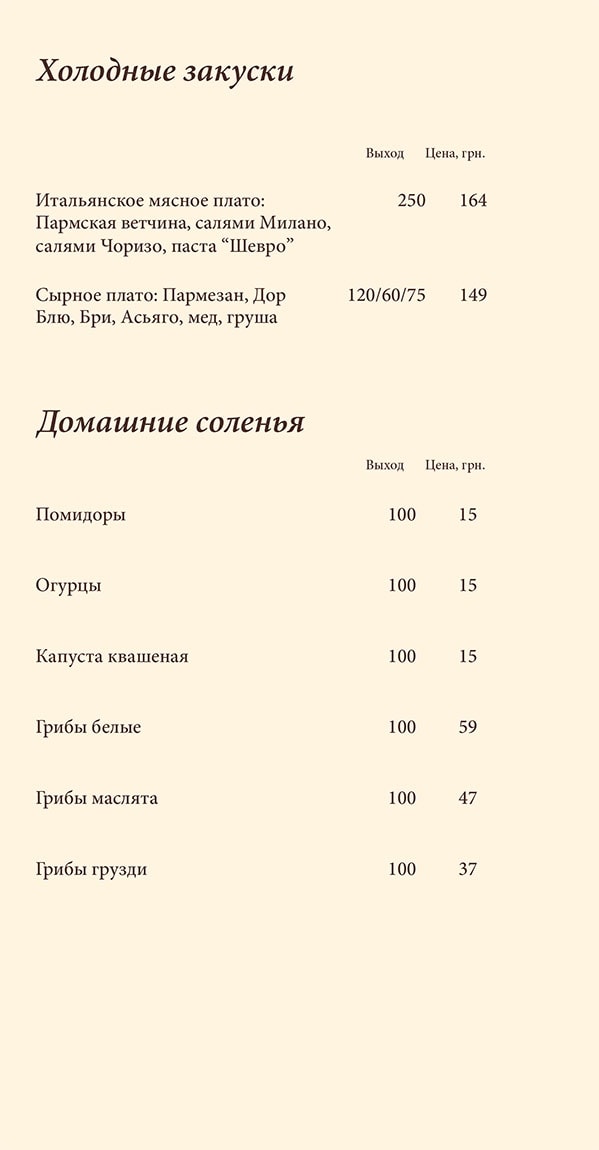 Холодные закуски
Выход Цена, грн.
Итальянское мясное плато: 250 164
Пармская ветчина, салями Милано,
салями Чоризо, паста “Шевро”
Сырное плато: Пармезан, Дор 120/60/75 149
Блю, Бри, Асьяго, мед, груша
Домашние соленья
Выход Цена, грн.
Помидоры 100 15
Огурцы 100 15
Капуста квашеная 100 15
Грибы белые 100 59
Грибы маслята 100 47
Грибы грузди 100 37